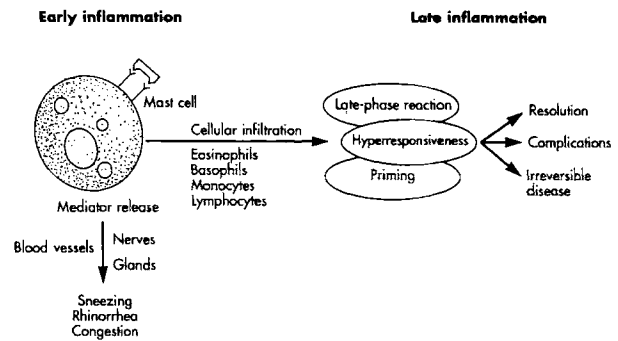 Early inflammation
Late inflammation
Mast cell
Cellular infiltration
Eosinophils
Basophils
Monocytes
Lymphocytes
Late-phase reaction
Hyperresponsiveness
Priming
Resolution
Complications
Irreversible
disease
Mediator release
Blood vessels
Nerves
Glands
Sneezing
Rhinorrhea
Congestion